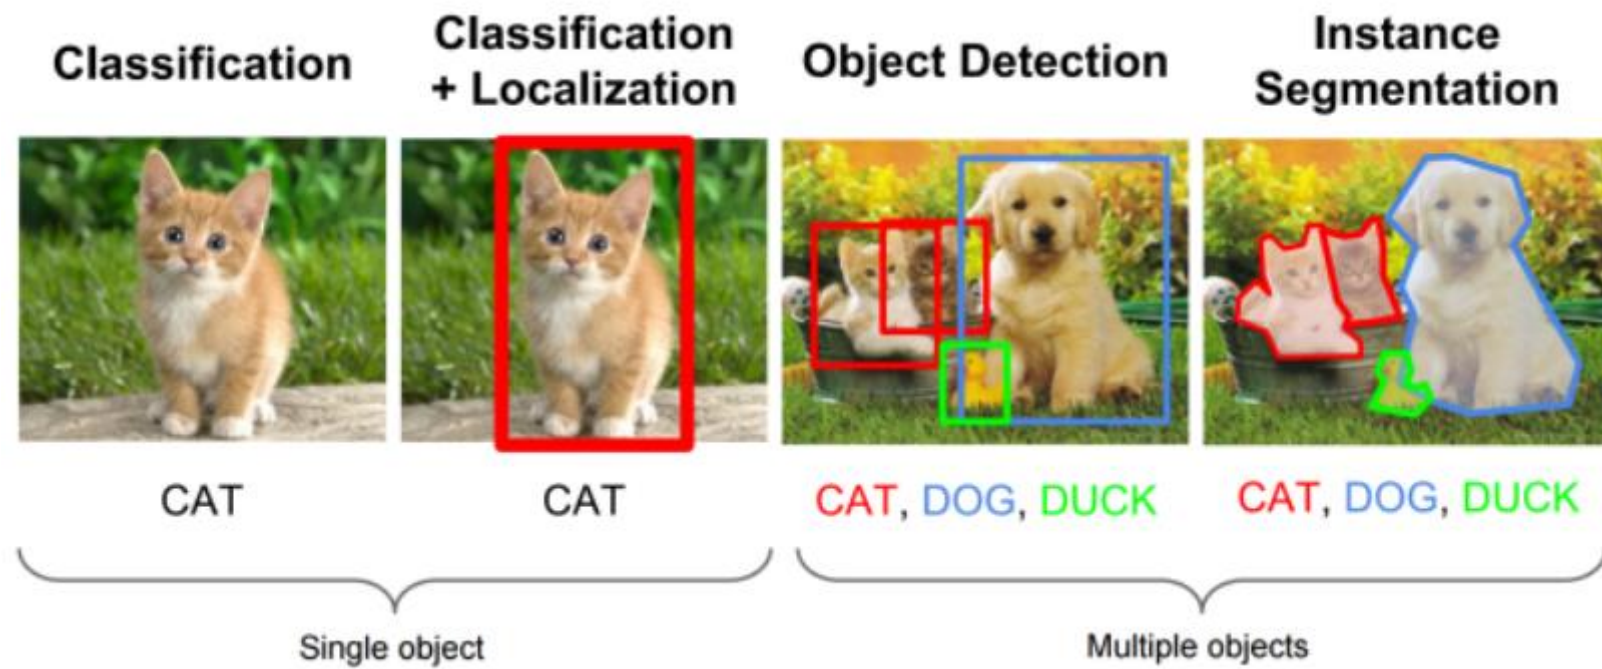 Classification
Classification
+ Localization
Object Detection
Instance
Segmentation
CAT
CAT
CAT, DOG, DUCK
CAT, DOG, DUCK
Single object
Multiple objects